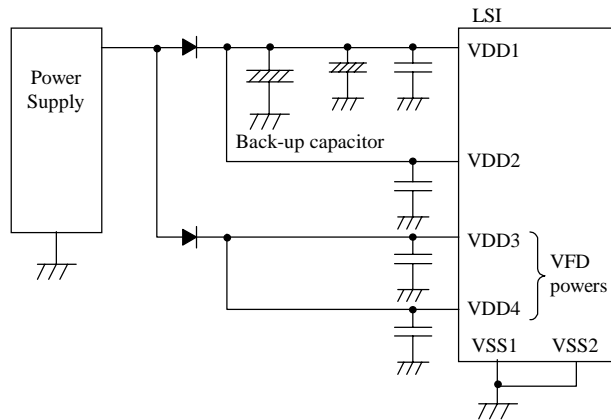 LSI
Power
Supply
VDD1
Back-up capacitor
VDD2
VDD3
VFD
powers
VDD4
VSS1 VSS2